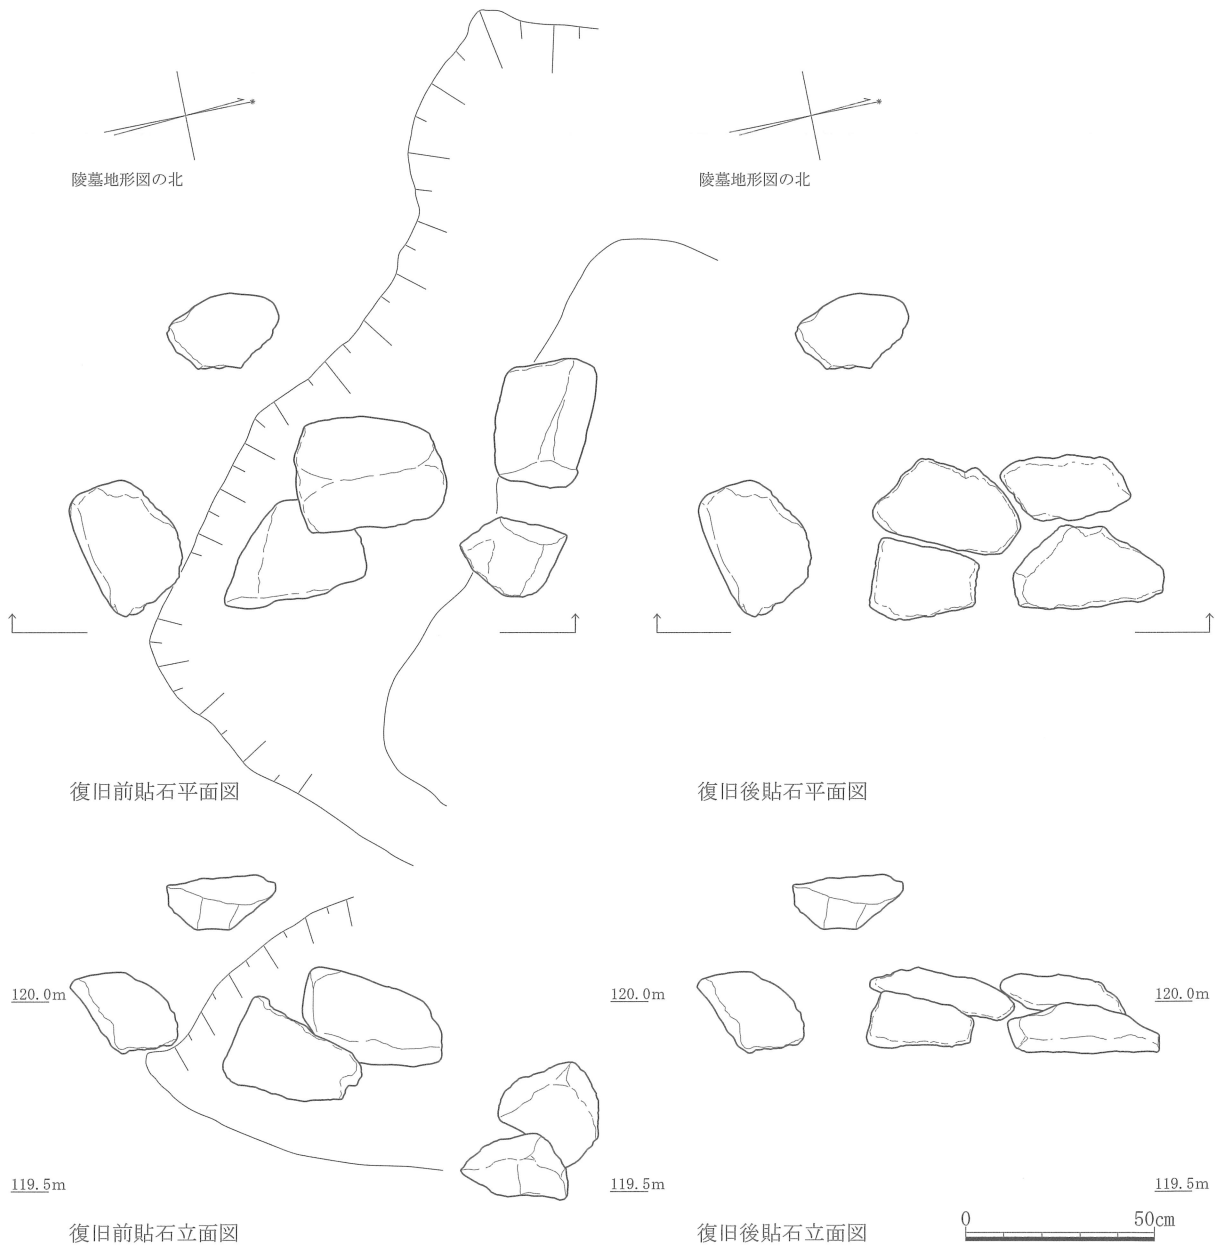 陵墓地形図の北
陵墓地形図の北
復旧前貼石平面図
復旧後貼石平面図
120.0m
120.0m
120.0m
119.5m
119.5m
119.5m
復旧前貼石立面図
復旧後貼石立面図
0 50cm